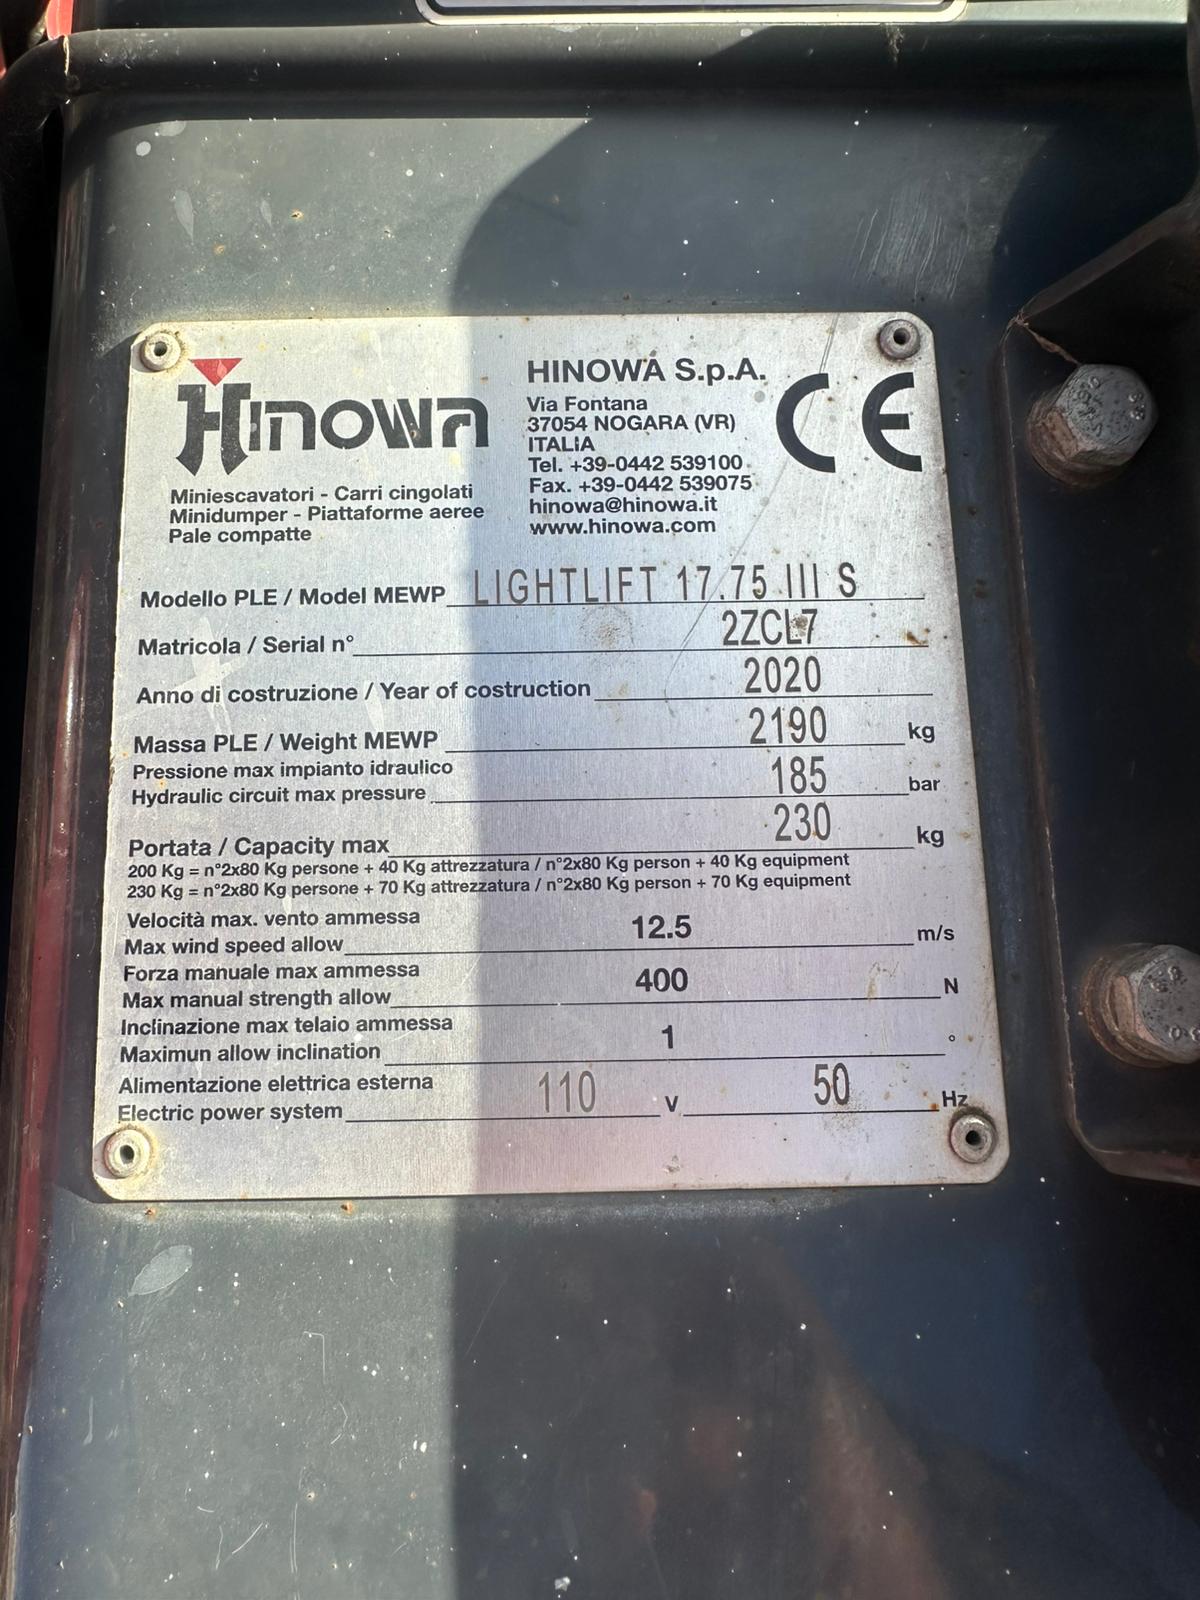 HINOWA
Miniescavatori - Carri cingolati
Minidumper - Piattaforme aeree
Pale compatte
HINOWA S.p.A.
Via Fontana
37054 NOGARA (VR)
ITALIA
Tel. +39-0442 539100
Fax. +39-0442 539075
hinowa@hinowa.it
www.hinowa.com
CE
Modello PLE / Model MEWP LIGHTLIFT 17.75 III S
Matricola / Serial n° 2ZCL7
Anno di costruzione / Year of costruction 2020
Massa PLE / Weight MEWP 2190 kg
Pressione max impianto idraulico
Hydraulic circuit max pressure 185 bar
Portata / Capacity max 230 kg
200 Kg = n°2x80 Kg persone + 40 Kg attrezzatura / n°2x80 Kg person + 40 Kg equipment
230 Kg = n°2x80 Kg persone + 70 Kg attrezzatura / n°2x80 Kg person + 70 Kg equipment
Velocità max. vento ammessa
Max wind speed allow 12.5 m/s
Forza manuale max ammessa
Max manual strength allow 400 N
Inclinazione max telaio ammessa
Maximun allow inclination 1 °
Alimentazione elettrica esterna
Electric power system 110 V 50 Hz